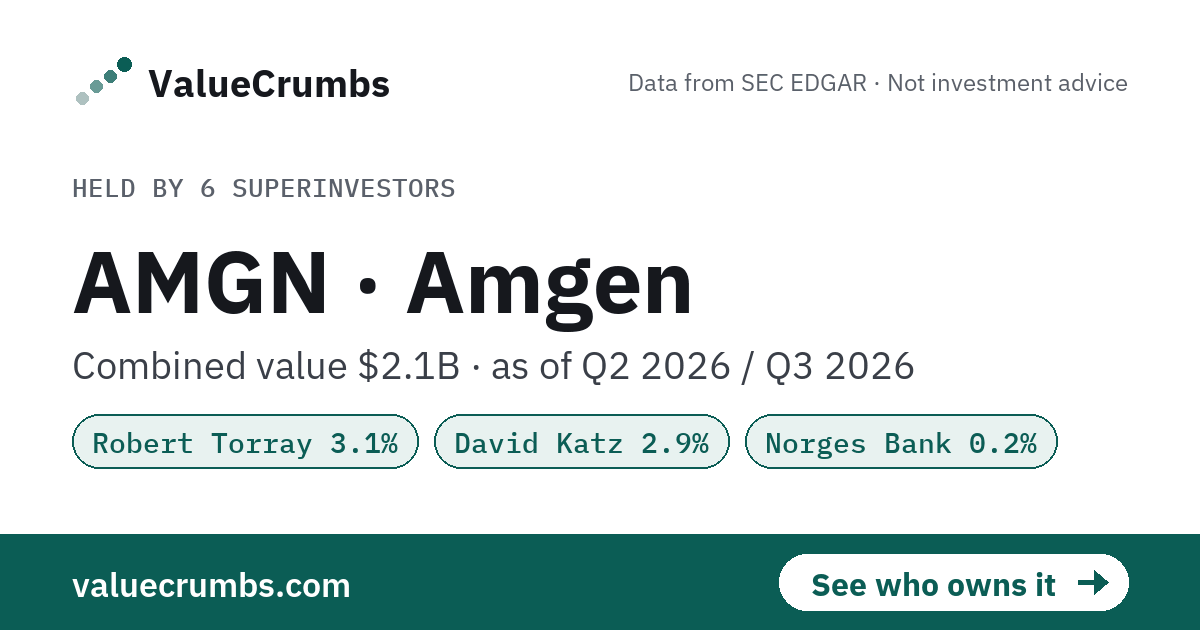 ValueCrumbs
Data from SEC EDGAR · Not investment advice
HELD BY 6 SUPERINVESTORS
AMGN · Amgen
Combined value $2.1B · as of Q2 2026 / Q3 2026
Robert Torray 3.1% David Katz 2.9% Norges Bank 0.2%
valuecrumbs.com
See who owns it →